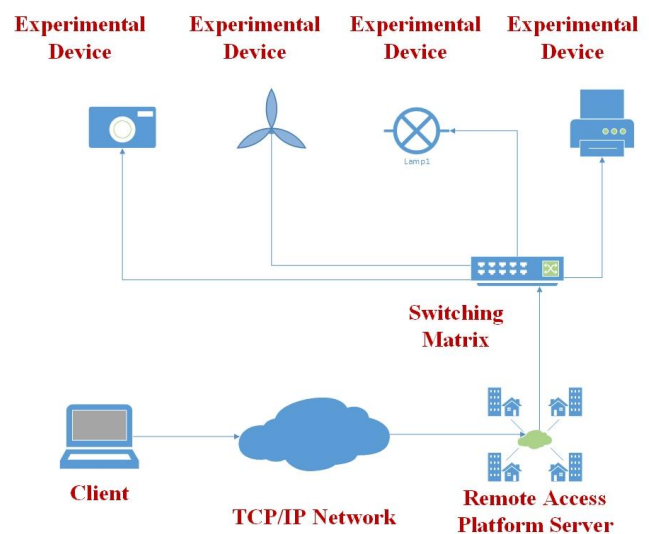 Experimental
Device
Experimental
Device
Experimental
Device
Experimental
Device
Lamp1
Switching
Matrix
Client
TCP/IP Network
Remote Access
Platform Server